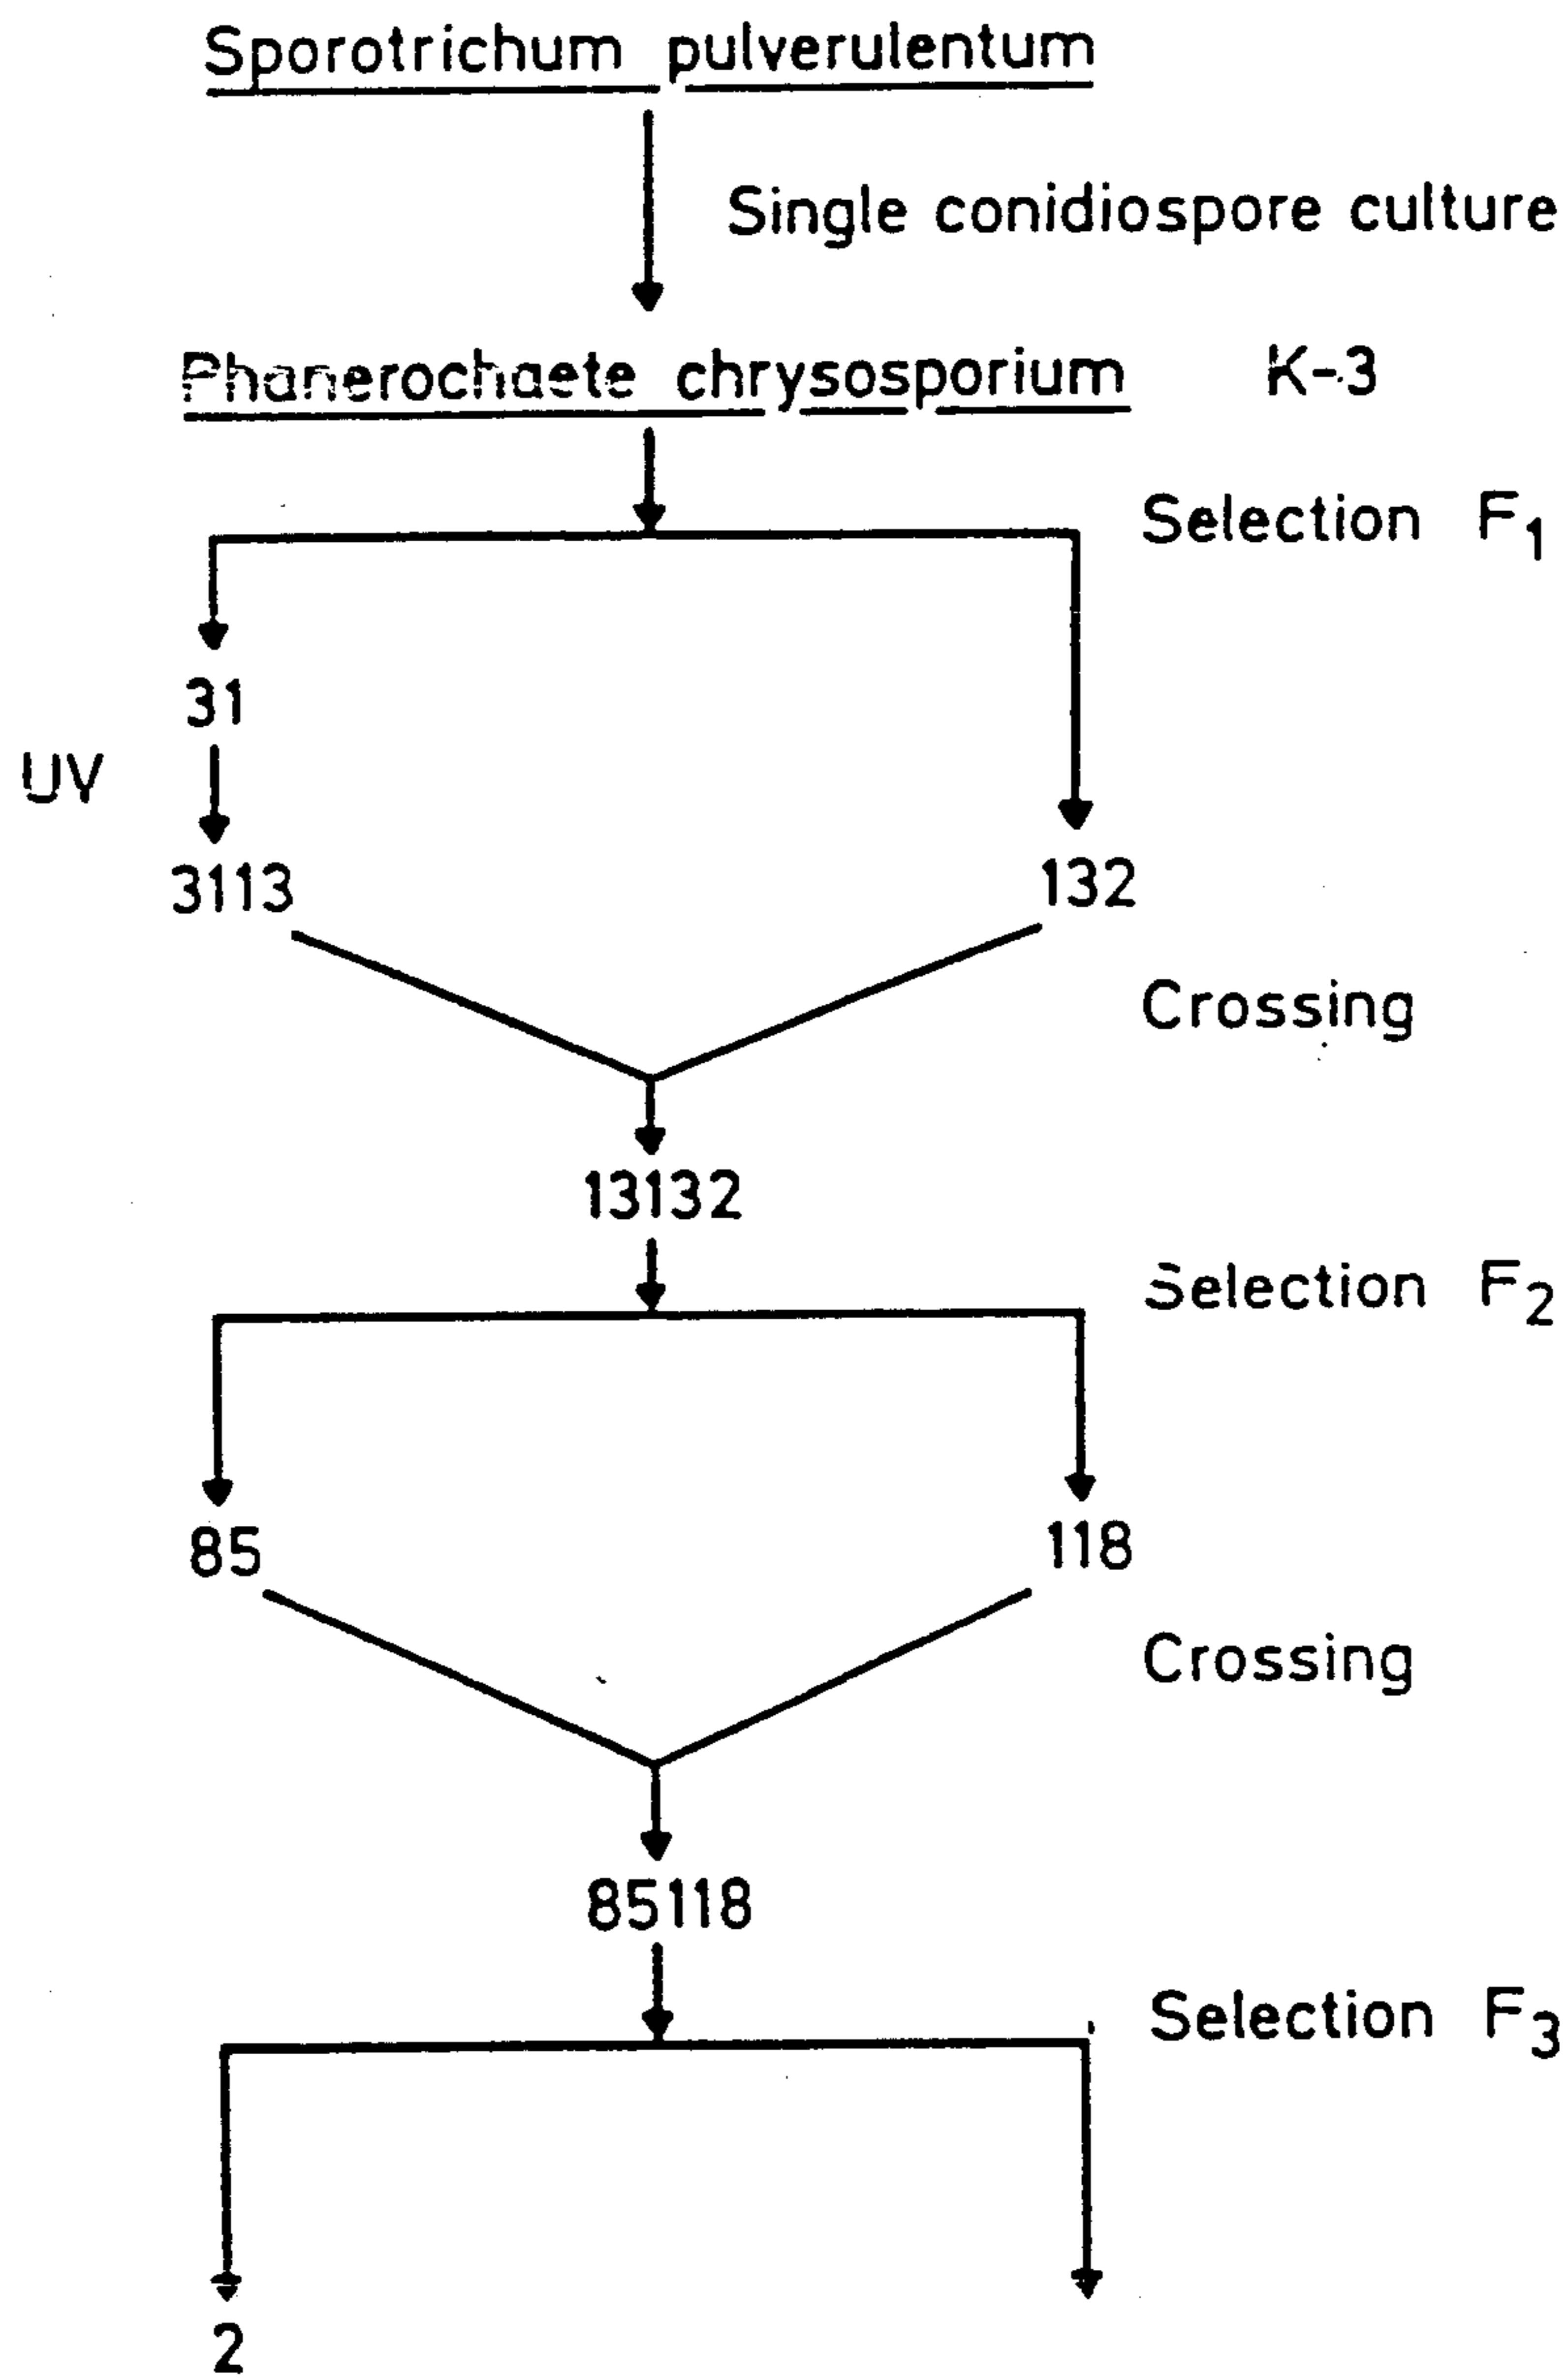 Sporotrichum pulverulentum
Single conidiospore culture
Phanerochaete chrysosporium K-3
Selection F₁
31
UV
3113 132
Crossing
13132
Selection F₂
85 118
Crossing
85118
Selection F₃
2